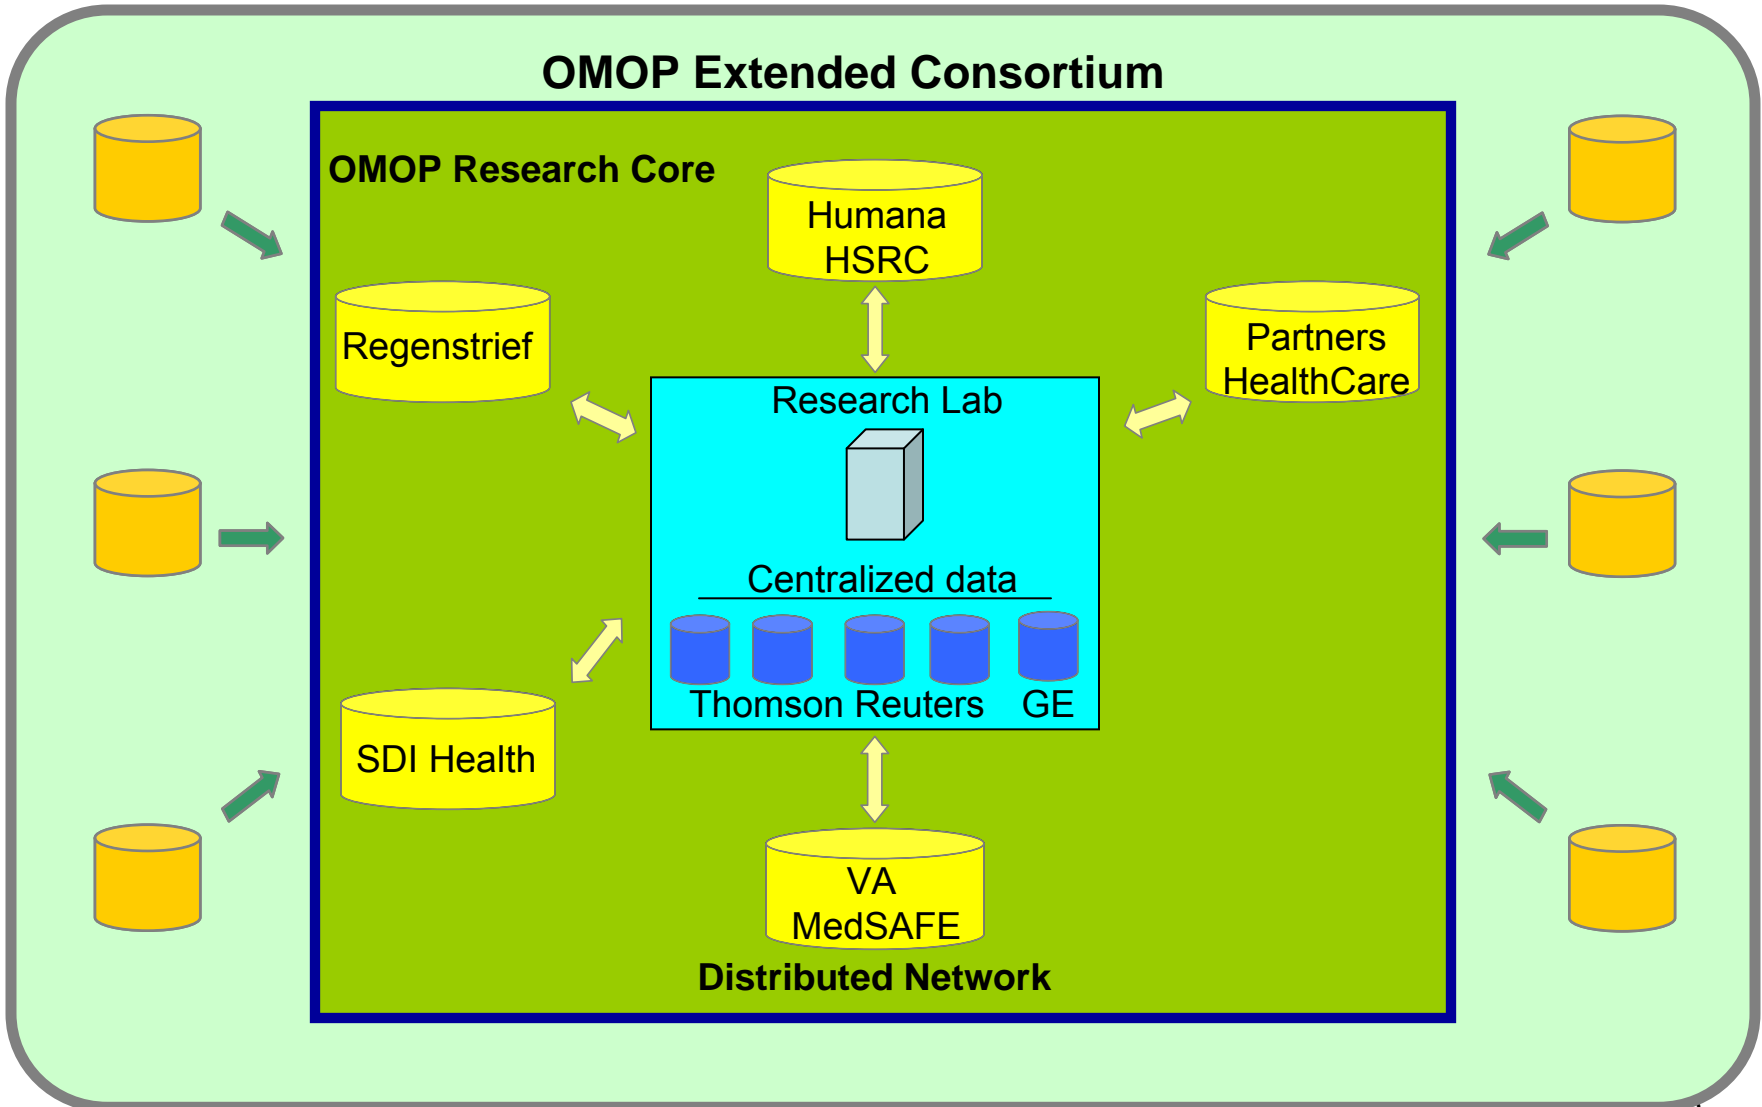 OMOP Extended Consortium
OMOP Research Core
Humana
HSRC
Regenstrief
Partners
HealthCare
Research Lab
Centralized data
Thomson Reuters GE
SDI Health
VA
MedSAFE
Distributed Network